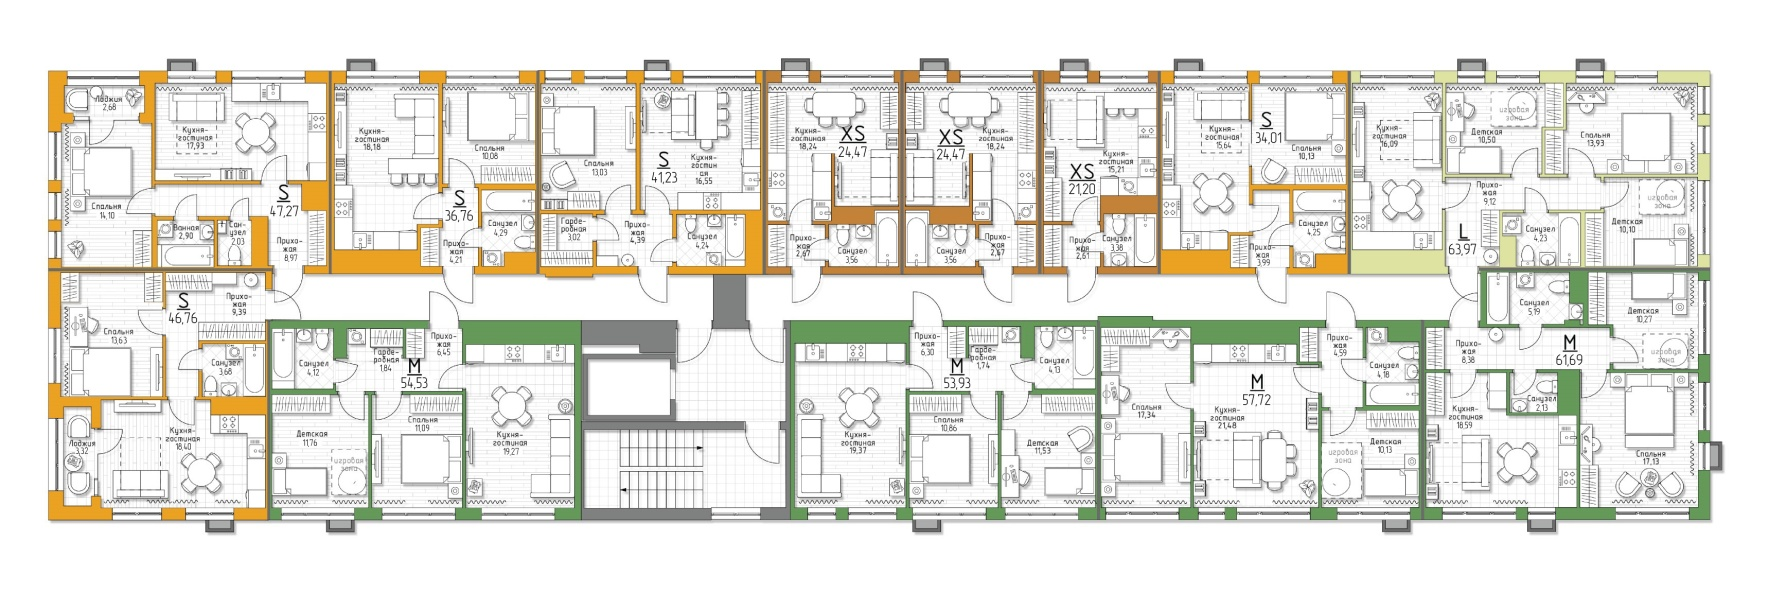 Лоджия
2,68
Кухня-
гостиная
17,93
Спальня
14,10
Ванная
2,90
Сан-
узел
2,03
S
47,27
Прихо-
жая
8,97
Кухня-
гостиная
18,18
Спальня
10,08
S
36,76
Санузел
4,29
Прихо-
жая
4,21
Спальня
13,03
S
41,23
Кухня-
гостин
ая
16,55
Гарде-
робная
3,02
Прихо-
жая
4,39
Санузел
4,24
Кухня-
гостиная
18,24
XS
24,47
Прихо-
жая
2,67
Санузел
3,56
XS
24,47
Кухня-
гостиная
18,24
Санузел
3,56
Прихо-
жая
2,67
XS
21,20
Кухня-
гостиная
15,21
Прихо-
жая
2,61
Санузел
3,38
Кухня-
гостиная
15,64
S
34,01
Спальня
10,13
Санузел
4,25
Прихо-
жая
3,99
Кухня-
гостиная
16,09
Детская
10,50
игровая
зона
Спальня
13,93
Прихо-
жая
9,12
L
63,97
Санузел
4,23
игровая
зона
Детская
10,10
Спальня
13,63
S
46,76
Прихо-
жая
9,39
Санузел
3,68
Лоджия
3,32
Кухня-
гостиная
18,40
Санузел
4,12
Гарде-
робная
1,84
Прихо-
жая
6,45
M
54,53
Детская
11,76
игровая
зона
Спальня
11,09
Кухня-
гостиная
19,27
Кухня-
гостиная
19,37
Прихо-
жая
6,30
M
53,93
Гарде-
робная
1,74
Санузел
4,13
Спальня
10,86
Детская
11,53
Спальня
17,34
Кухня-
гостиная
21,48
M
57,72
Прихо-
жая
4,59
Санузел
4,18
Детская
10,13
игровая
зона
Прихо-
жая
8,38
Санузел
5,19
M
61,69
Детская
10,27
игровая
зона
Кухня-
гостиная
18,59
Санузел
2,13
Спальня
17,13